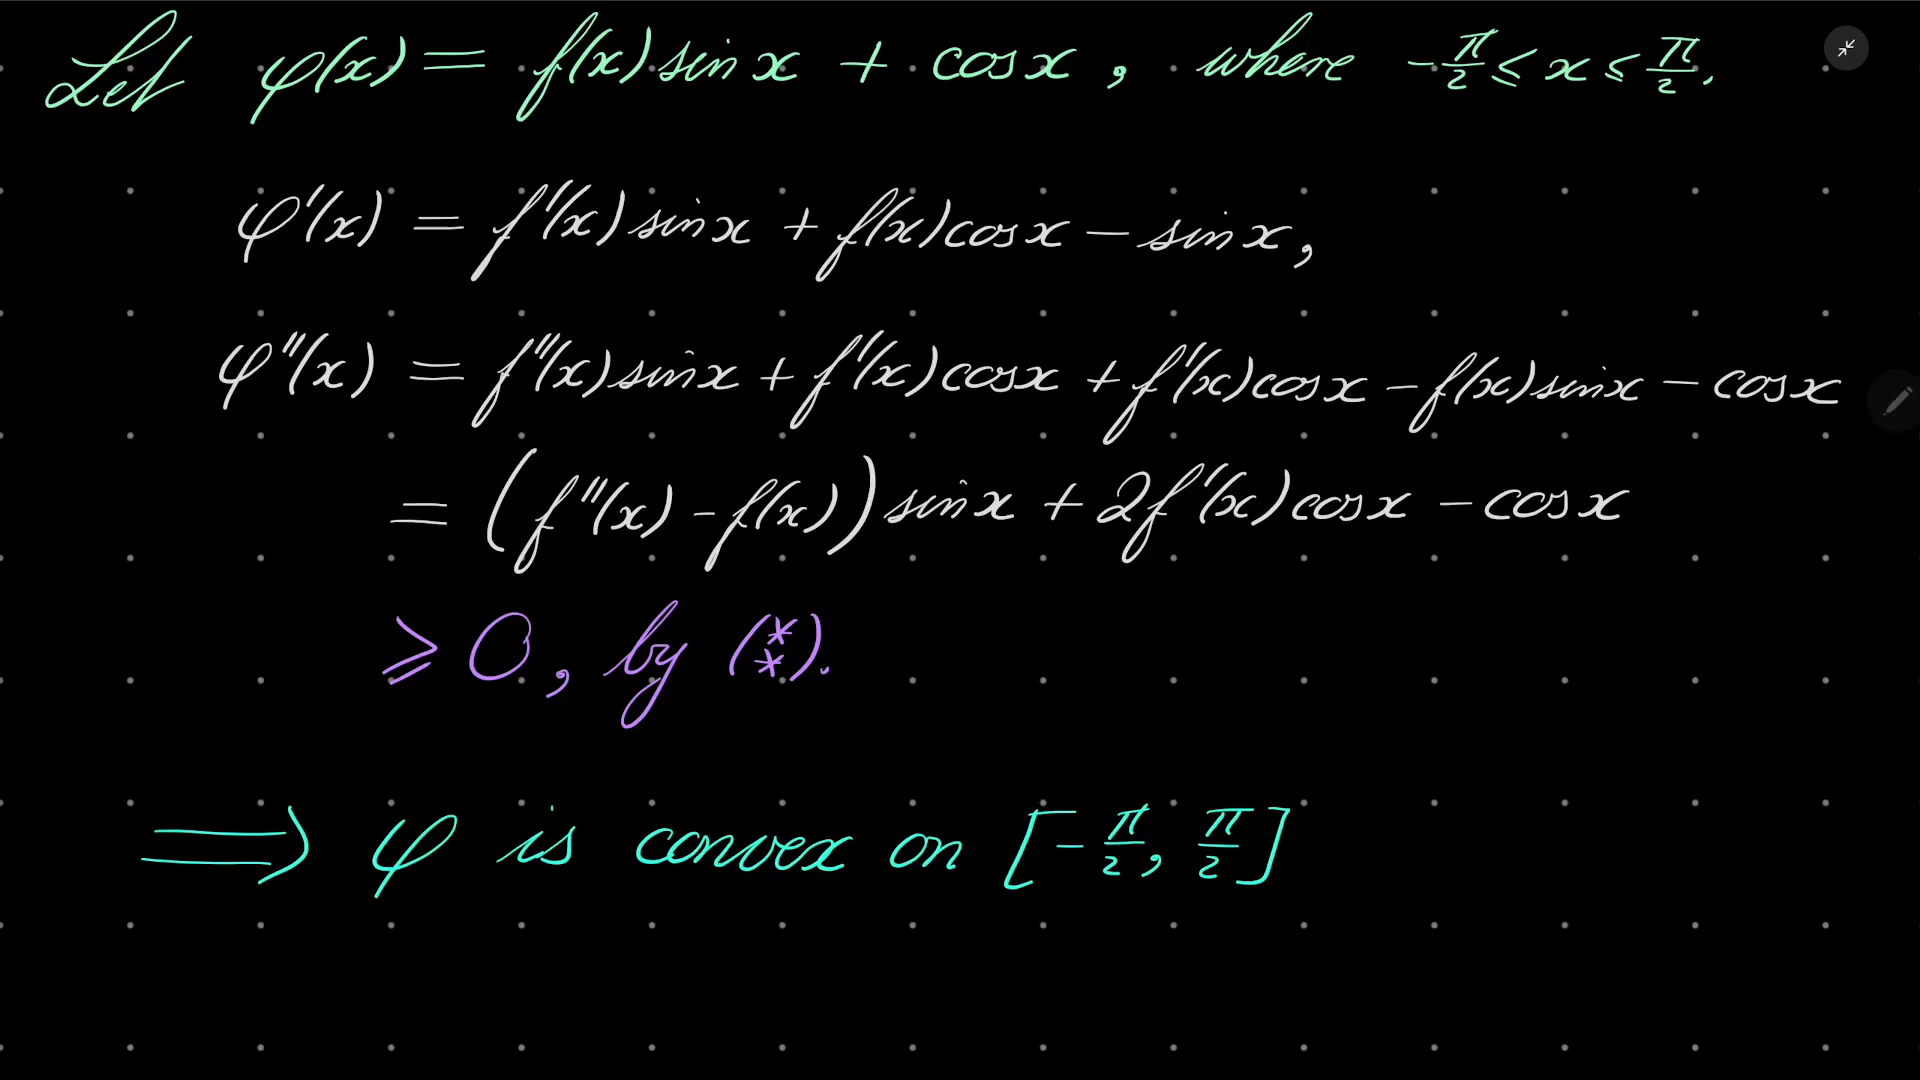 Let φ(x) = f(x) sin x + cos x, where -π/2 ≤ x ≤ π/2.
φ'(x) = f'(x) sin x + f(x) cos x - sin x,
φ''(x) = f''(x) sin x + f'(x) cos x + f'(x) cos x - f(x) sin x - cos x
= (f''(x) - f(x)) sin x + 2f'(x) cos x - cos x
≥ 0, by (**).
⟹ φ is convex on [-π/2, π/2]